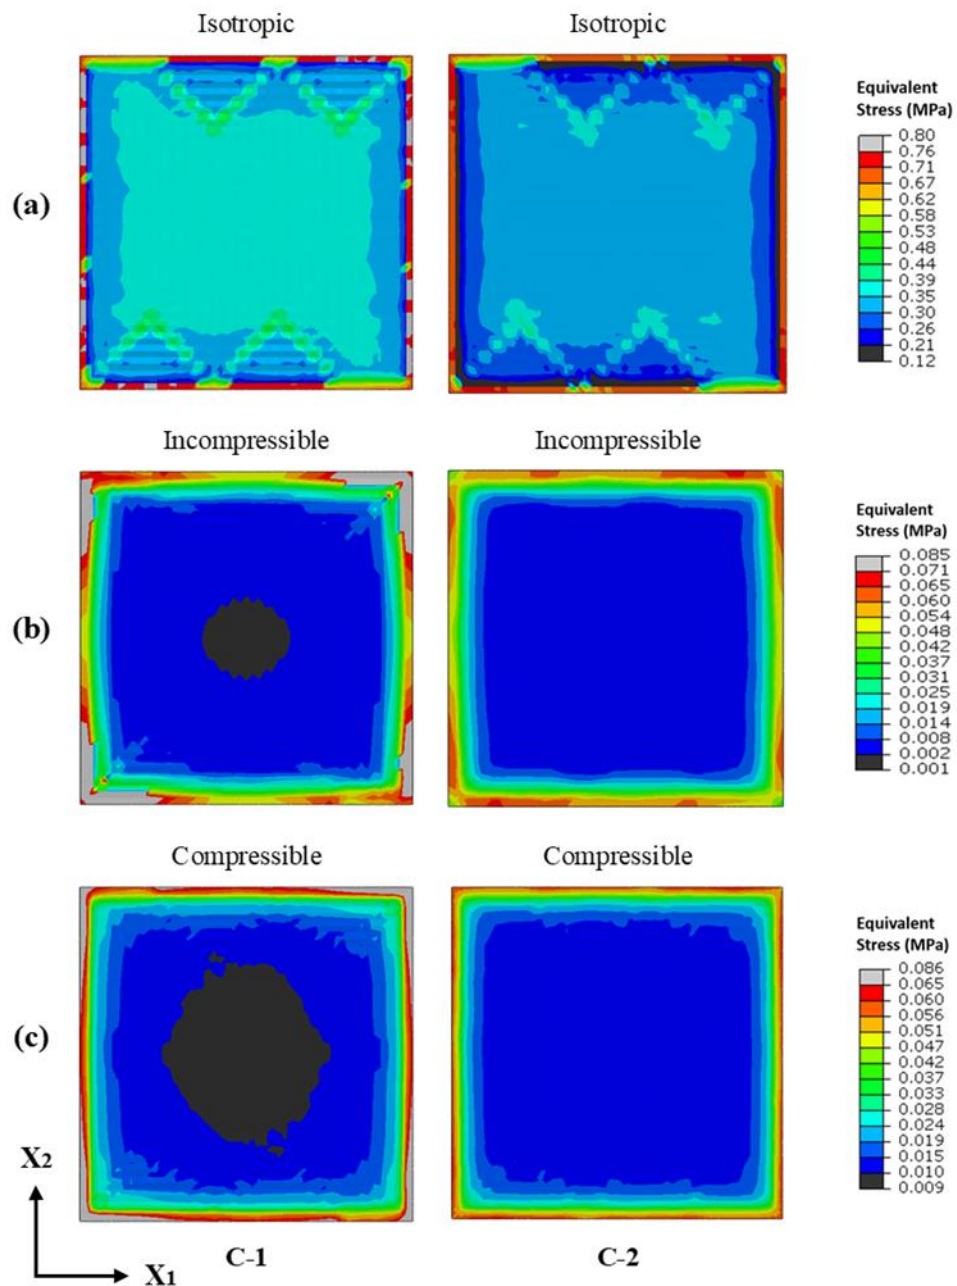 Isotropic
Isotropic
(a)
Equivalent
Stress (MPa)
0.80
0.76
0.71
0.67
0.62
0.58
0.53
0.48
0.44
0.39
0.35
0.30
0.26
0.21
0.12
Incompressible
Incompressible
(b)
Equivalent
Stress (MPa)
0.085
0.071
0.065
0.060
0.054
0.048
0.042
0.037
0.031
0.025
0.019
0.014
0.008
0.002
0.001
Compressible
Compressible
(c)
Equivalent
Stress (MPa)
0.086
0.065
0.060
0.056
0.051
0.047
0.042
0.037
0.033
0.028
0.024
0.019
0.015
0.010
0.009
X2
X1
C-1
C-2